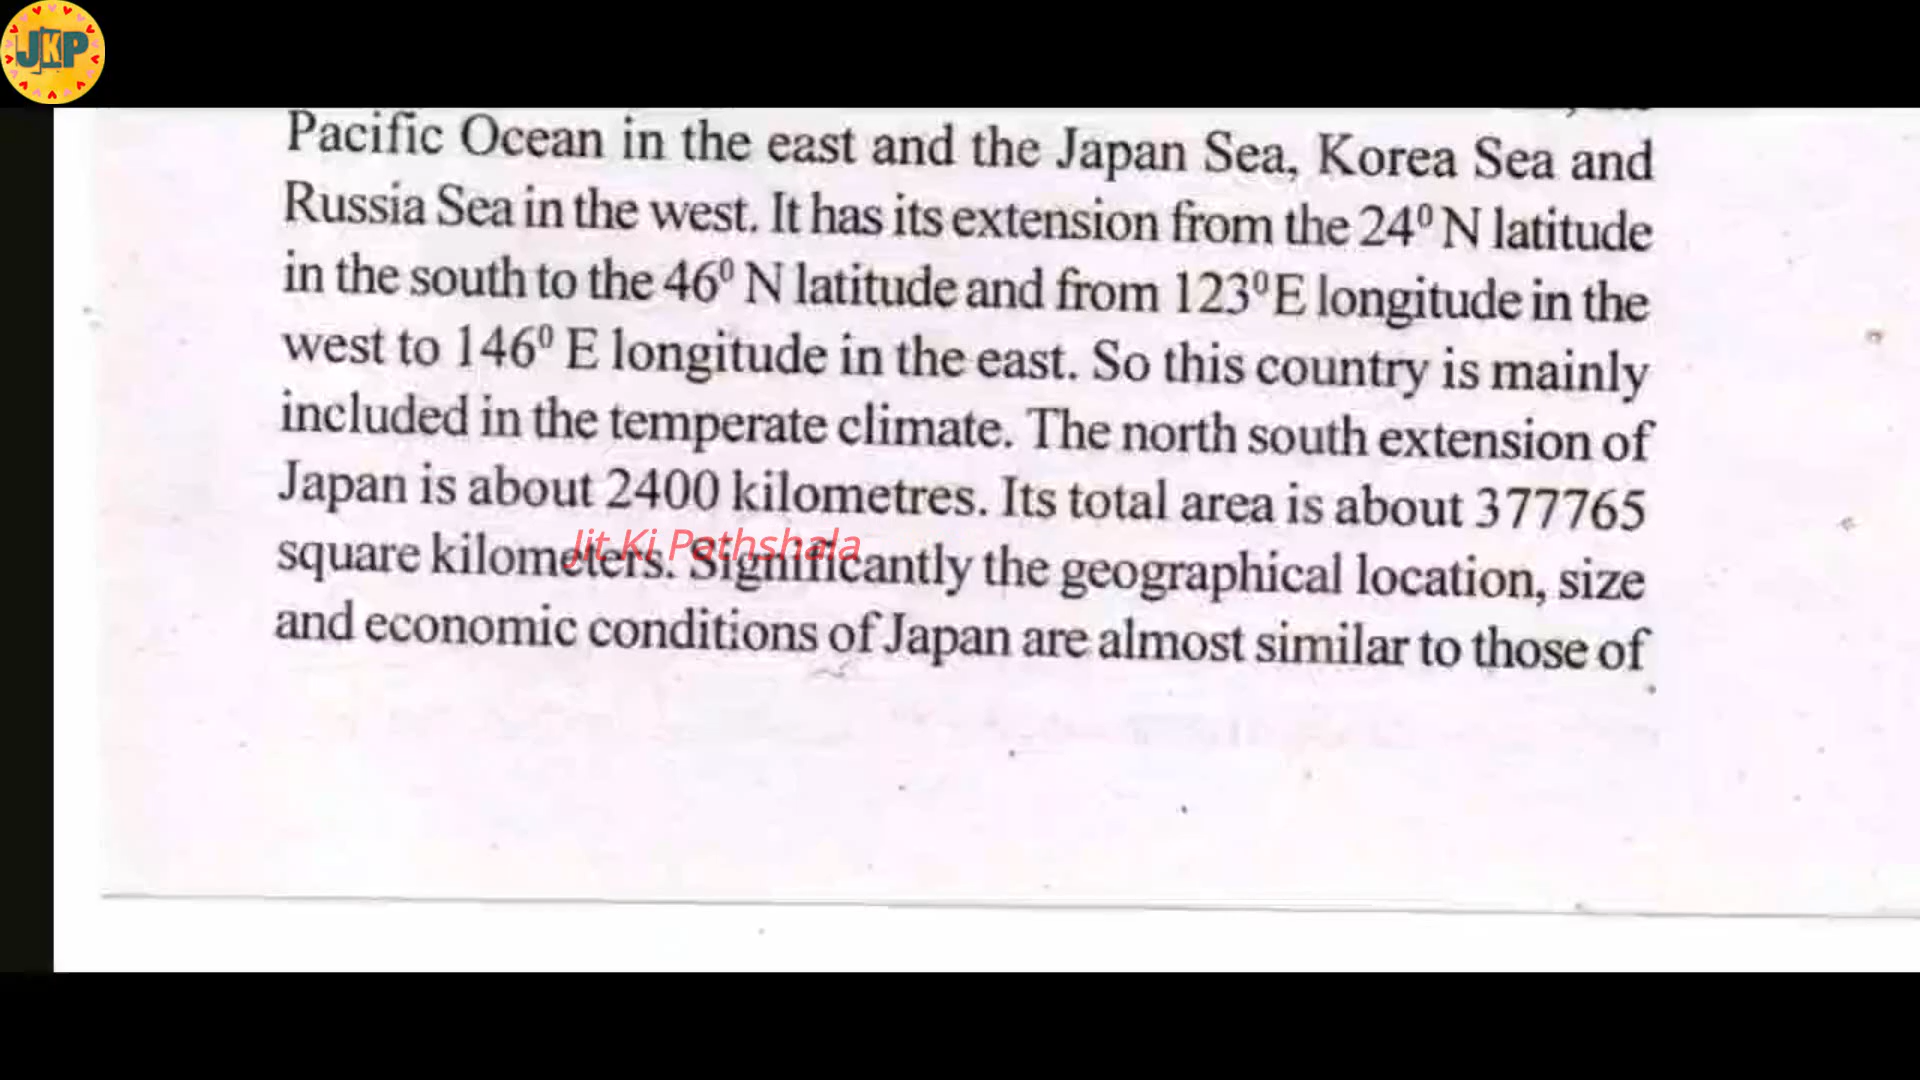 JKP
Pacific Ocean in the east and the Japan Sea, Korea Sea and
Russia Sea in the west. It has its extension from the 24⁰ N latitude
in the south to the 46⁰ N latitude and from 123⁰E longitude in the
west to 146⁰ E longitude in the east. So this country is mainly
included in the temperate climate. The north south extension of
Japan is about 2400 kilometres. Its total area is about 377765
Jit Ki Pathshala
square kilometers. Significantly the geographical location, size
and economic conditions of Japan are almost similar to those of